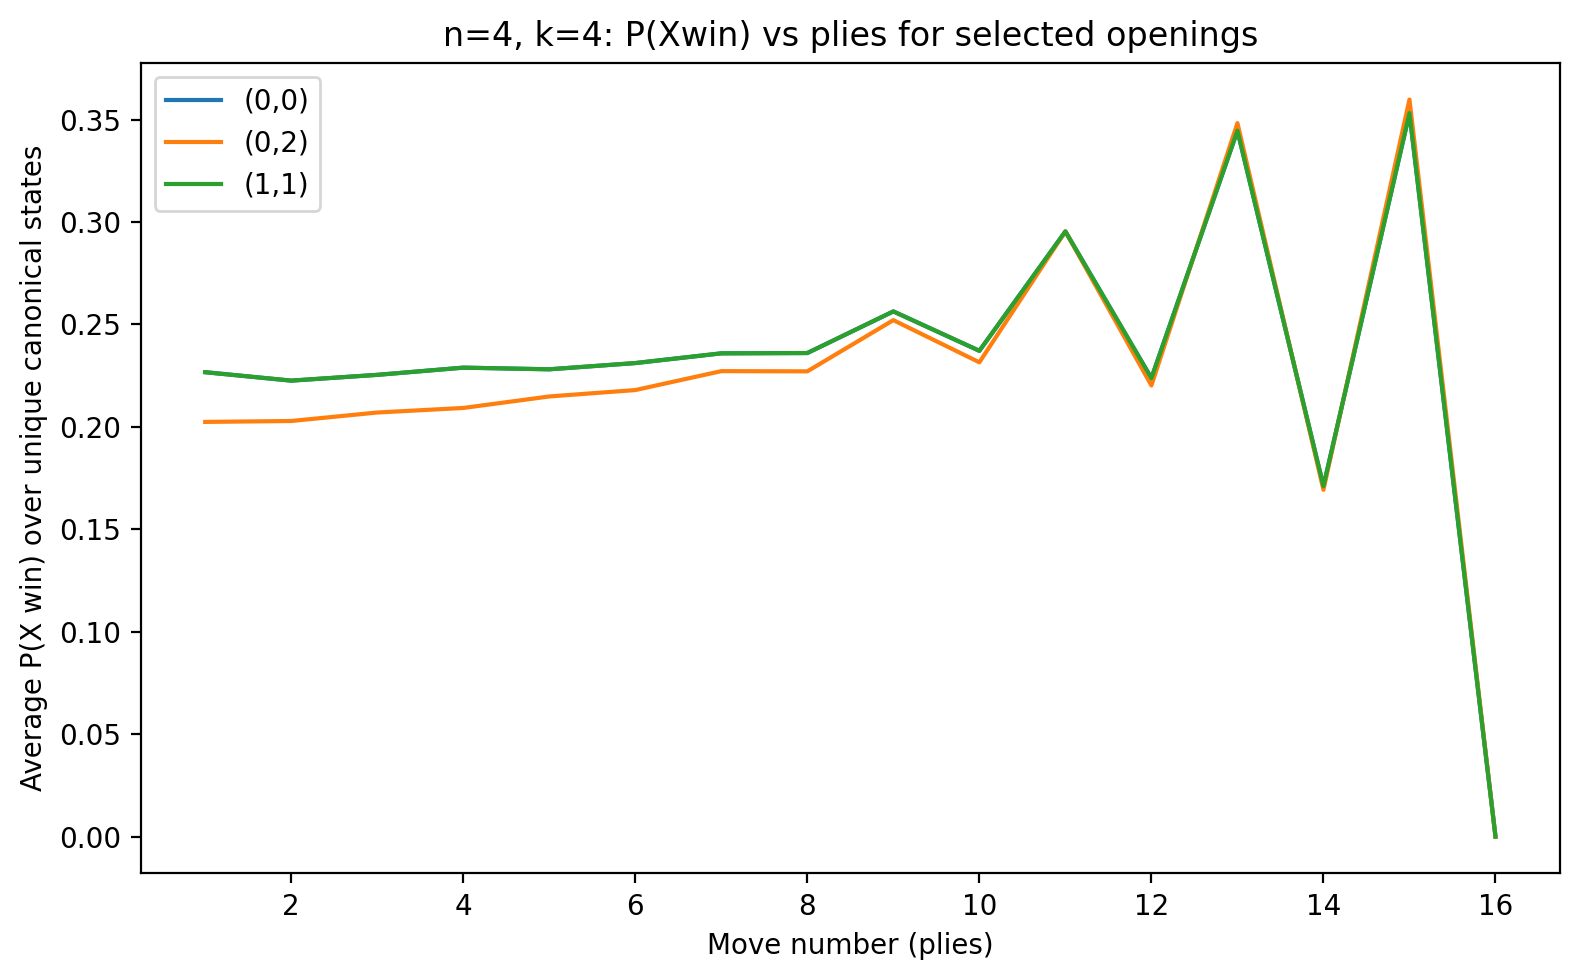 n=4, k=4: P(Xwin) vs plies for selected openings
(0,0)
(0,2)
(1,1)
Average P(X win) over unique canonical states
0.35
0.30
0.25
0.20
0.15
0.10
0.05
0.00
2 4 6 8 10 12 14 16
Move number (plies)